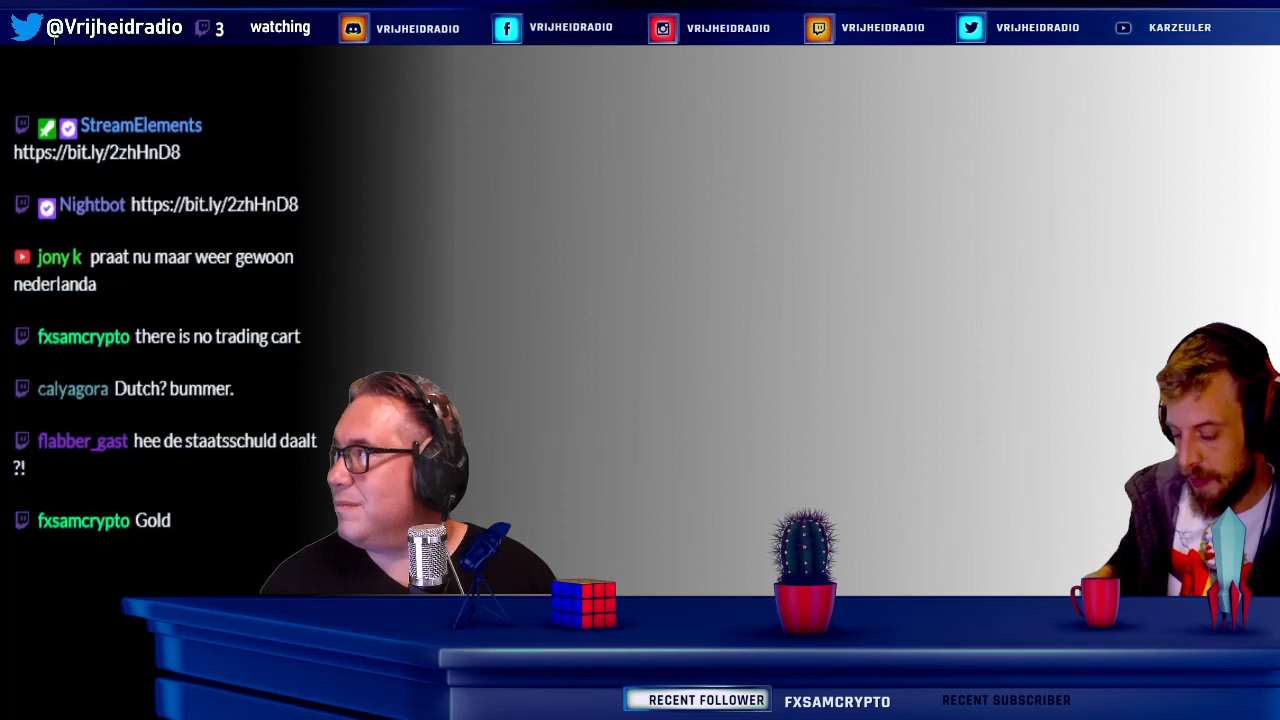 @Vrijheidradio 3 watching VRIJHEIDRADIO VRIJHEIDRADIO VRIJHEIDRADIO VRIJHEIDRADIO VRIJHEIDRADIO KARZEULER
StreamElements
https://bit.ly/2zhHnD8
Nightbot https://bit.ly/2zhHnD8
jony k praat nu maar weer gewoon
nederlanda
fxsamcrypto there is no trading cart
calyagora Dutch? bummer.
flabber_gast hee de staatsschuld daalt
?!
fxsamcrypto Gold
RECENT FOLLOWER FXSAMCRYPTO RECENT SUBSCRIBER